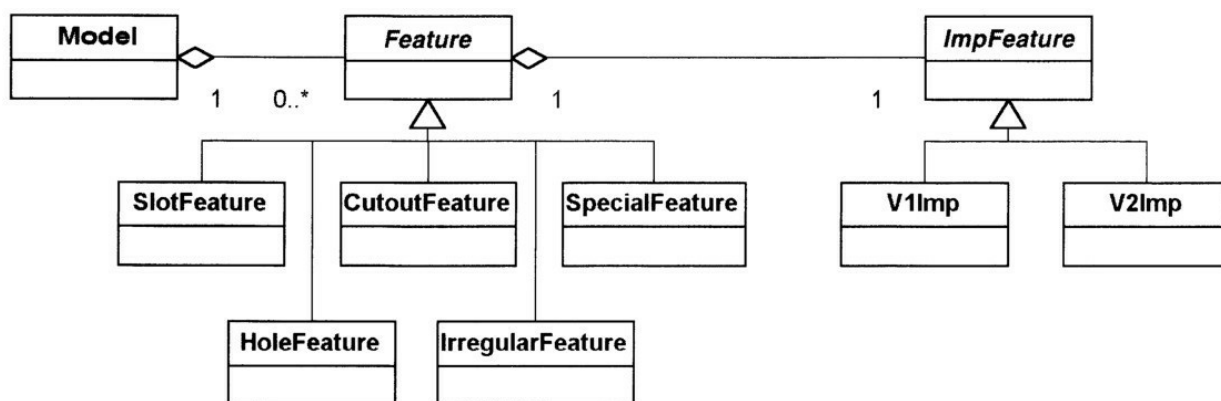 Model
Feature
ImpFeature
1
0..*
1
1
SlotFeature
CutoutFeature
SpecialFeature
V1Imp
V2Imp
HoleFeature
IrregularFeature